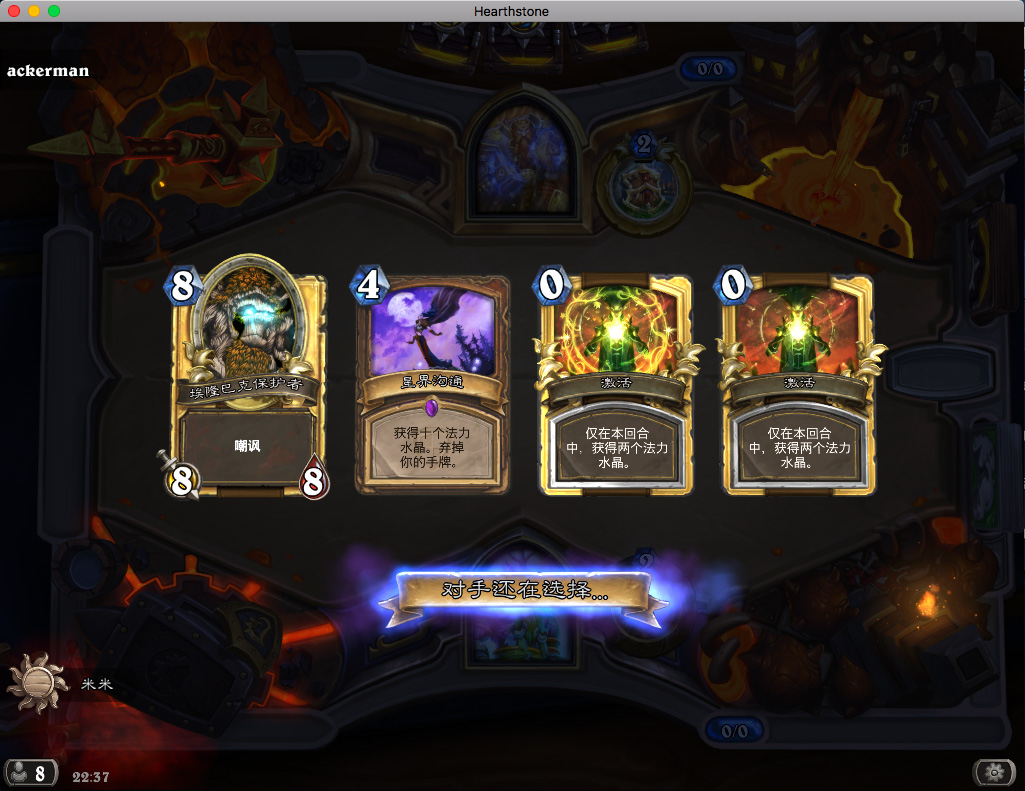 Hearthstone
ackerman
0/0
2
8
4
0
0
埃隆巴克保护者
星界沟通
激活
激活
嘲讽
获得十个法力
水晶。弃掉
你的手牌。
仅在本回合
中，获得两个法力
水晶。
仅在本回合
中，获得两个法力
水晶。
8
8
2
对手还在选择...
米米
0/0
8
22:37